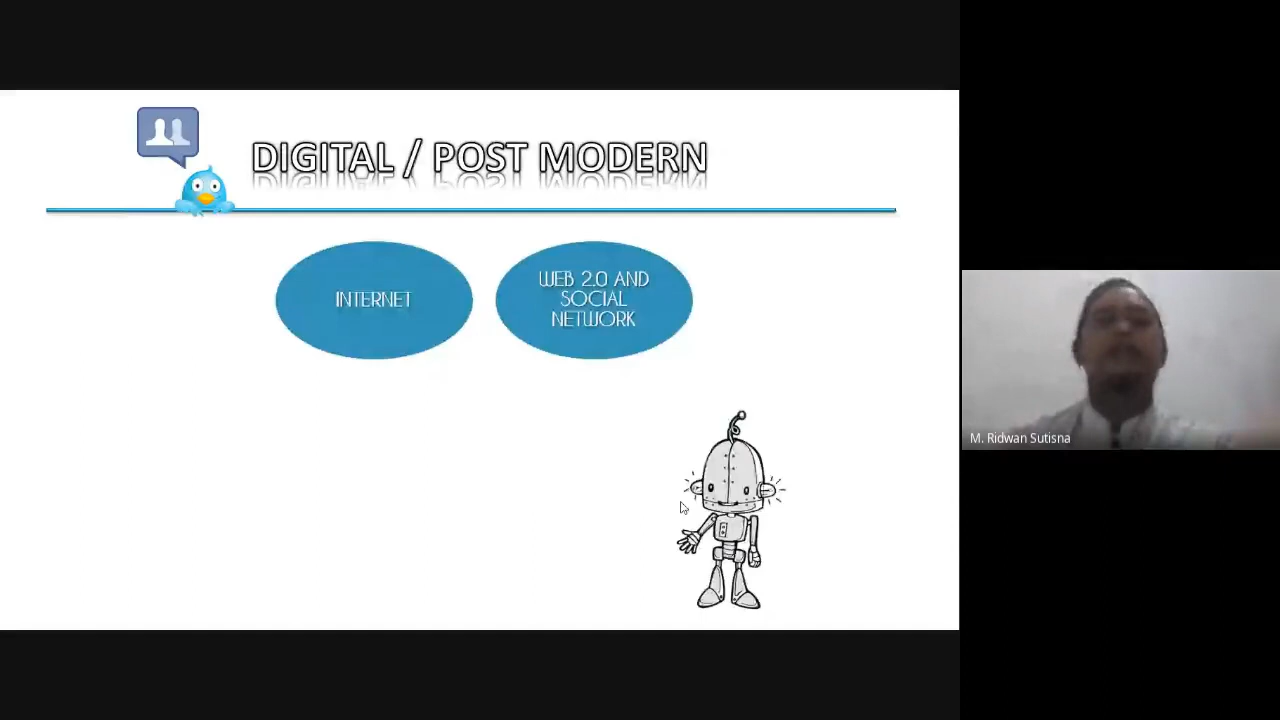 DIGITAL / POST MODERN
INTERNET
WEB 2.0 AND
SOCIAL
NETWORK
M. Ridwan Sutisna